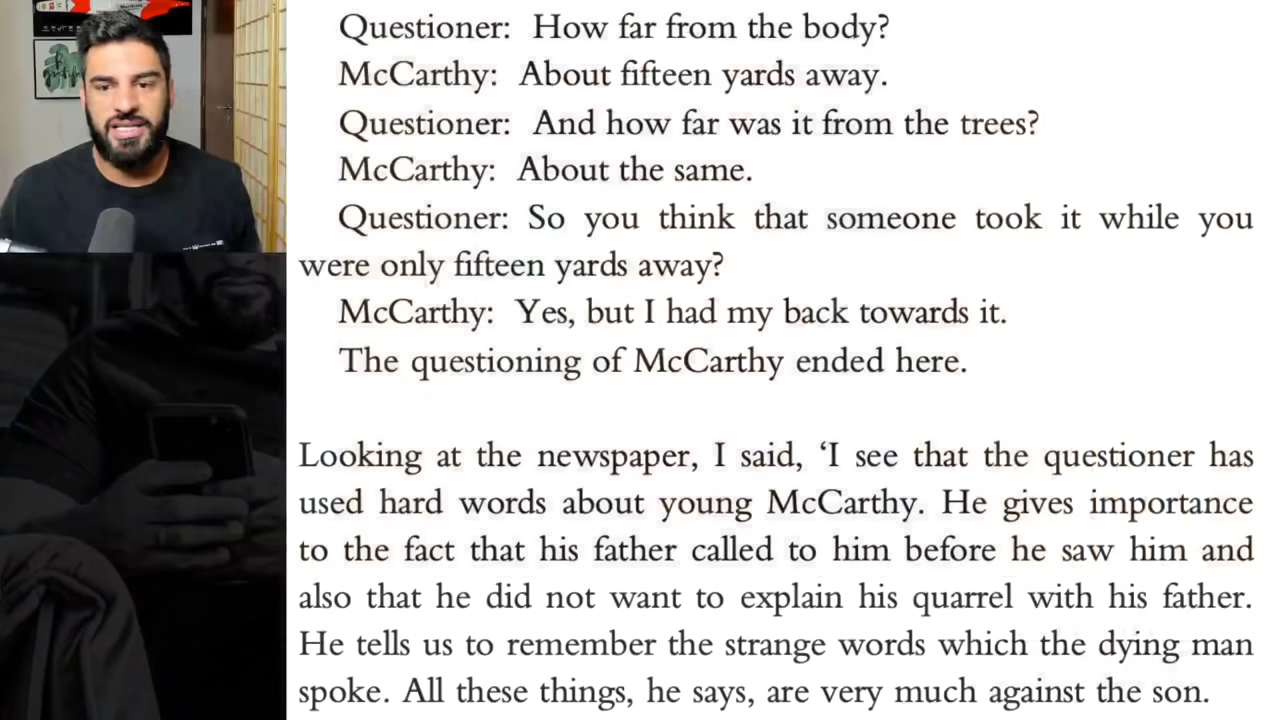 Questioner: How far from the body?
McCarthy: About fifteen yards away.
Questioner: And how far was it from the trees?
McCarthy: About the same.
Questioner: So you think that someone took it while you
were only fifteen yards away?
McCarthy: Yes, but I had my back towards it.
The questioning of McCarthy ended here.
Looking at the newspaper, I said, ‘I see that the questioner has
used hard words about young McCarthy. He gives importance
to the fact that his father called to him before he saw him and
also that he did not want to explain his quarrel with his father.
He tells us to remember the strange words which the dying man
spoke. All these things, he says, are very much against the son.